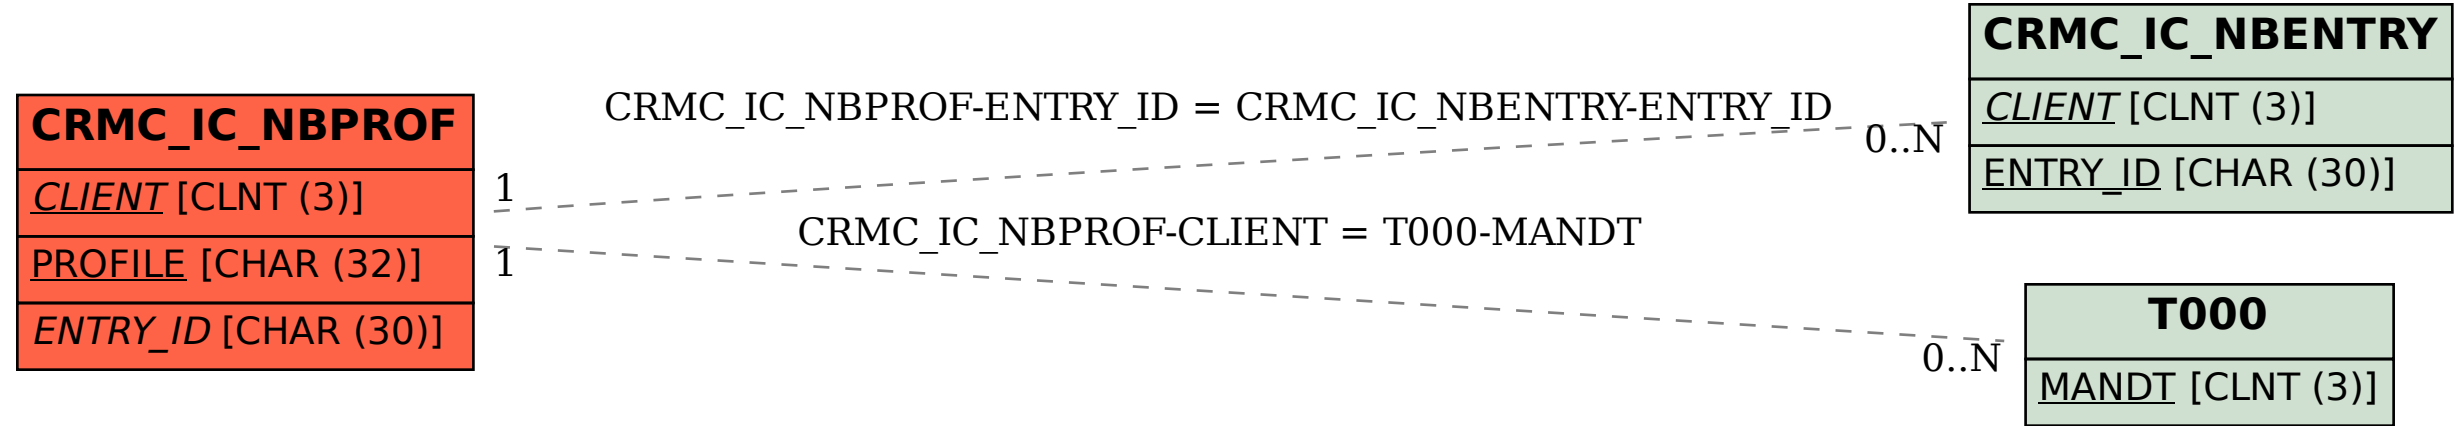 CRMC_IC_NBPROF
CLIENT [CLNT (3)]
PROFILE [CHAR (32)]
ENTRY_ID [CHAR (30)]
CRMC_IC_NBPROF-ENTRY_ID = CRMC_IC_NBENTRY-ENTRY_ID
1
0..N
CRMC_IC_NBPROF-CLIENT = T000-MANDT
1
0..N
CRMC_IC_NBENTRY
CLIENT [CLNT (3)]
ENTRY_ID [CHAR (30)]
T000
MANDT [CLNT (3)]